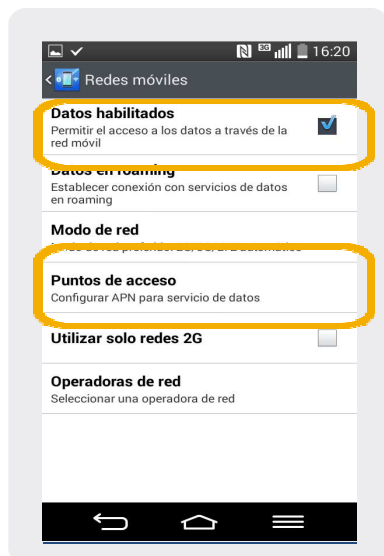 3G 16:20
Redes móviles
Datos habilitados
Permitir el acceso a los datos a través de la
red móvil
Datos en roaming
Establecer conexión con servicios de datos
en roaming
Modo de red
Puntos de acceso
Configurar APN para servicio de datos
Utilizar solo redes 2G
Operadoras de red
Seleccionar una operadora de red